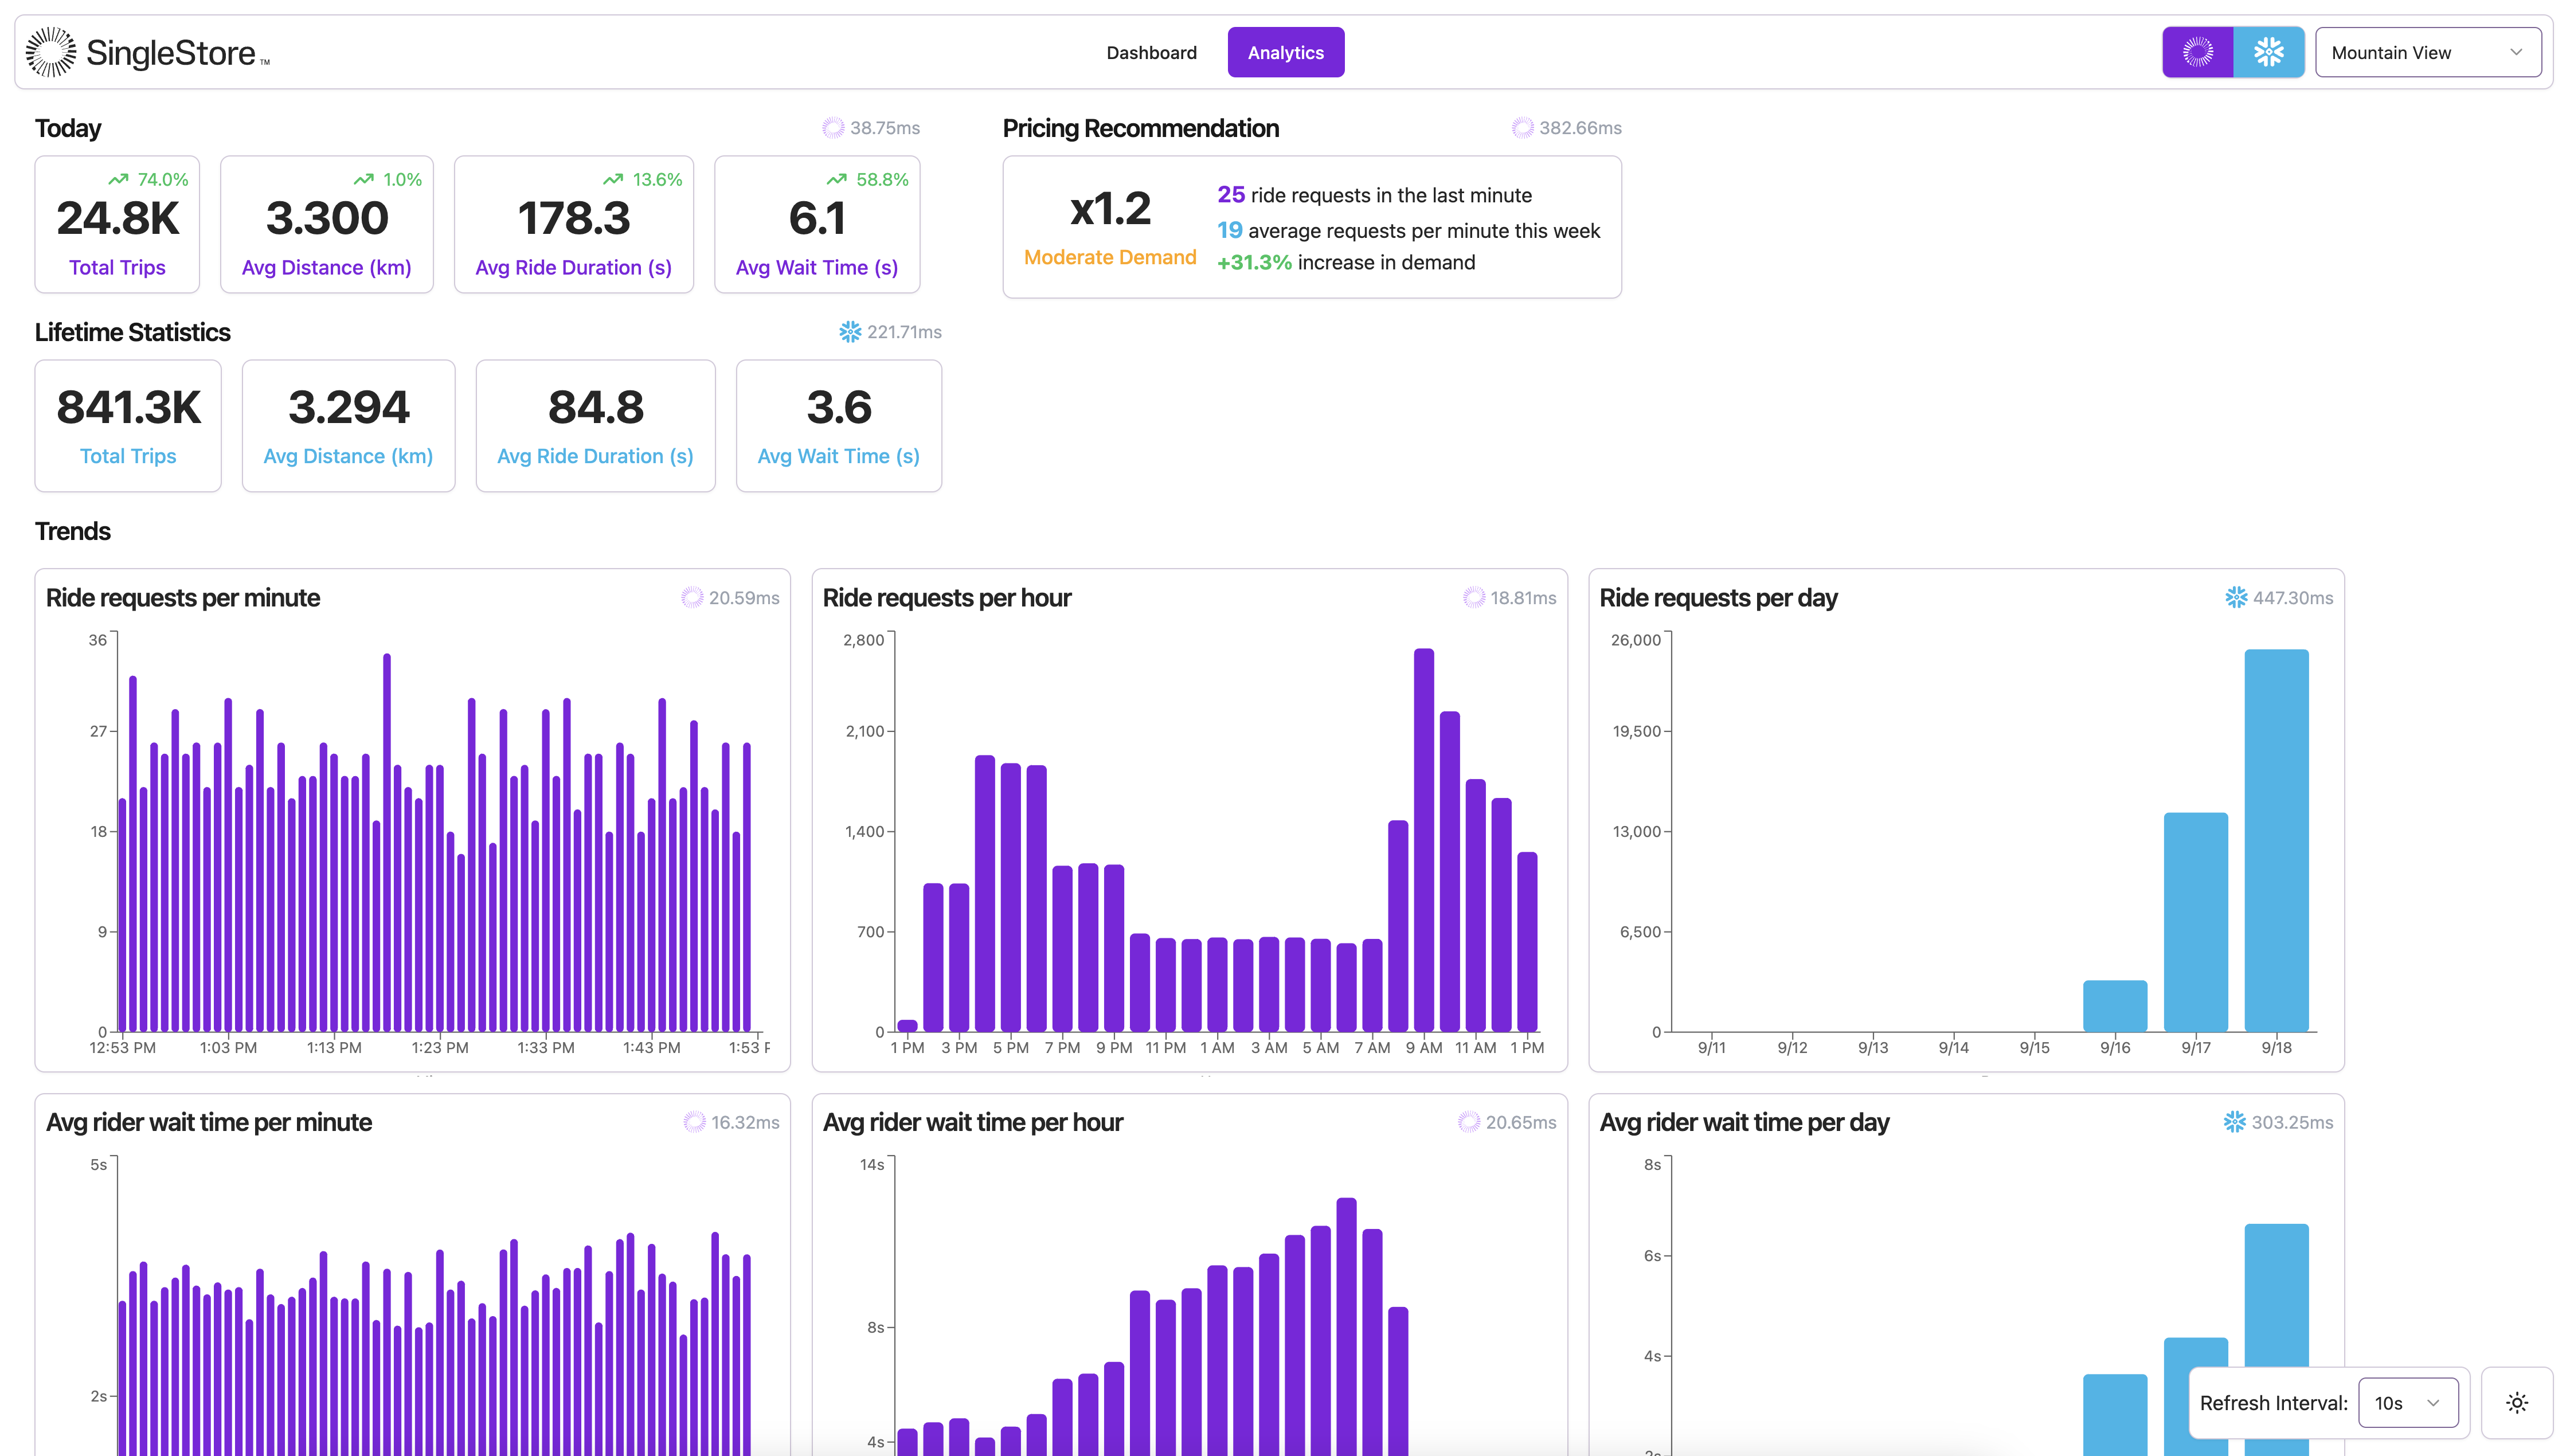 SingleStore™
Dashboard
Analytics
Mountain View
Today
38.75ms
74.0%
24.8K
Total Trips
1.0%
3.300
Avg Distance (km)
13.6%
178.3
Avg Ride Duration (s)
58.8%
6.1
Avg Wait Time (s)
Pricing Recommendation
382.66ms
x1.2
Moderate Demand
25 ride requests in the last minute
19 average requests per minute this week
+31.3% increase in demand
Lifetime Statistics
221.71ms
841.3K
Total Trips
3.294
Avg Distance (km)
84.8
Avg Ride Duration (s)
3.6
Avg Wait Time (s)
Trends
Ride requests per minute
20.59ms
36
27
18
9
0
12:53 PM 1:03 PM 1:13 PM 1:23 PM 1:33 PM 1:43 PM 1:53 P
Ride requests per hour
18.81ms
2,800
2,100
1,400
700
0
1 PM 3 PM 5 PM 7 PM 9 PM 11 PM 1 AM 3 AM 5 AM 7 AM 9 AM 11 AM 1 PM
Ride requests per day
447.30ms
26,000
19,500
13,000
6,500
0
9/11 9/12 9/13 9/14 9/15 9/16 9/17 9/18
Avg rider wait time per minute
16.32ms
5s
2s
Avg rider wait time per hour
20.65ms
14s
8s
4s
Avg rider wait time per day
303.25ms
8s
6s
4s
Refresh Interval:
10s